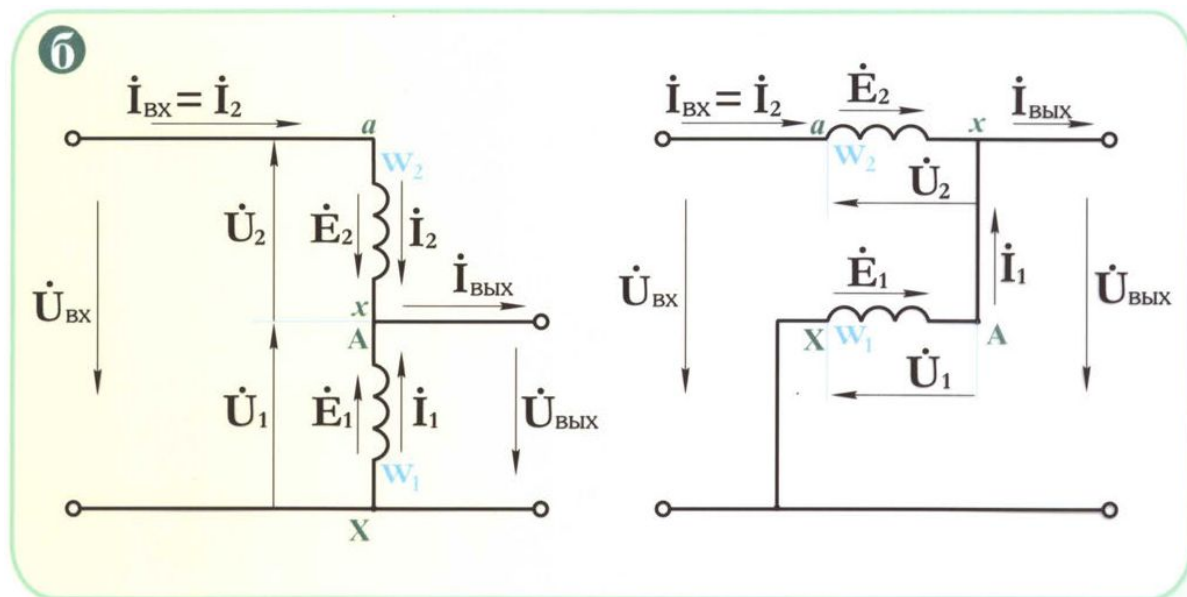 б
İвх = İ2
a
W2
U̇2
Ė2
İ2
İвых
U̇вх
x
A
U̇1
Ė1
İ1
U̇вых
W1
X
İвх = İ2
Ė2
İвых
a
x
W2
U̇2
Ė1
İ1
U̇вх
U̇вых
X
W1
A
U̇1